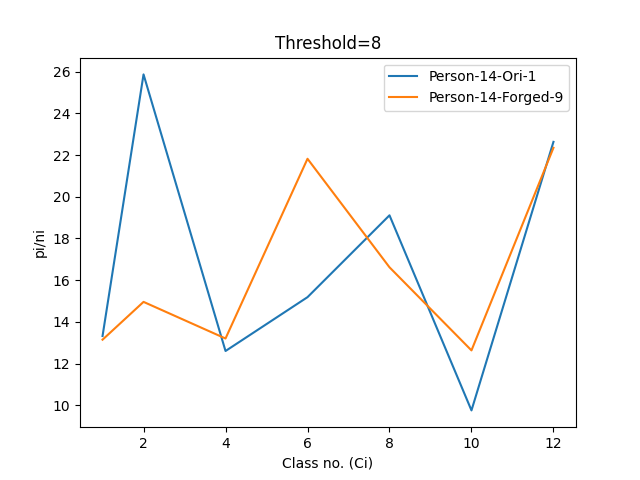 Threshold=8
Person-14-Ori-1
Person-14-Forged-9
26
24
22
20
18
16
14
12
10
pi/ni
2 4 6 8 10 12
Class no. (Ci)